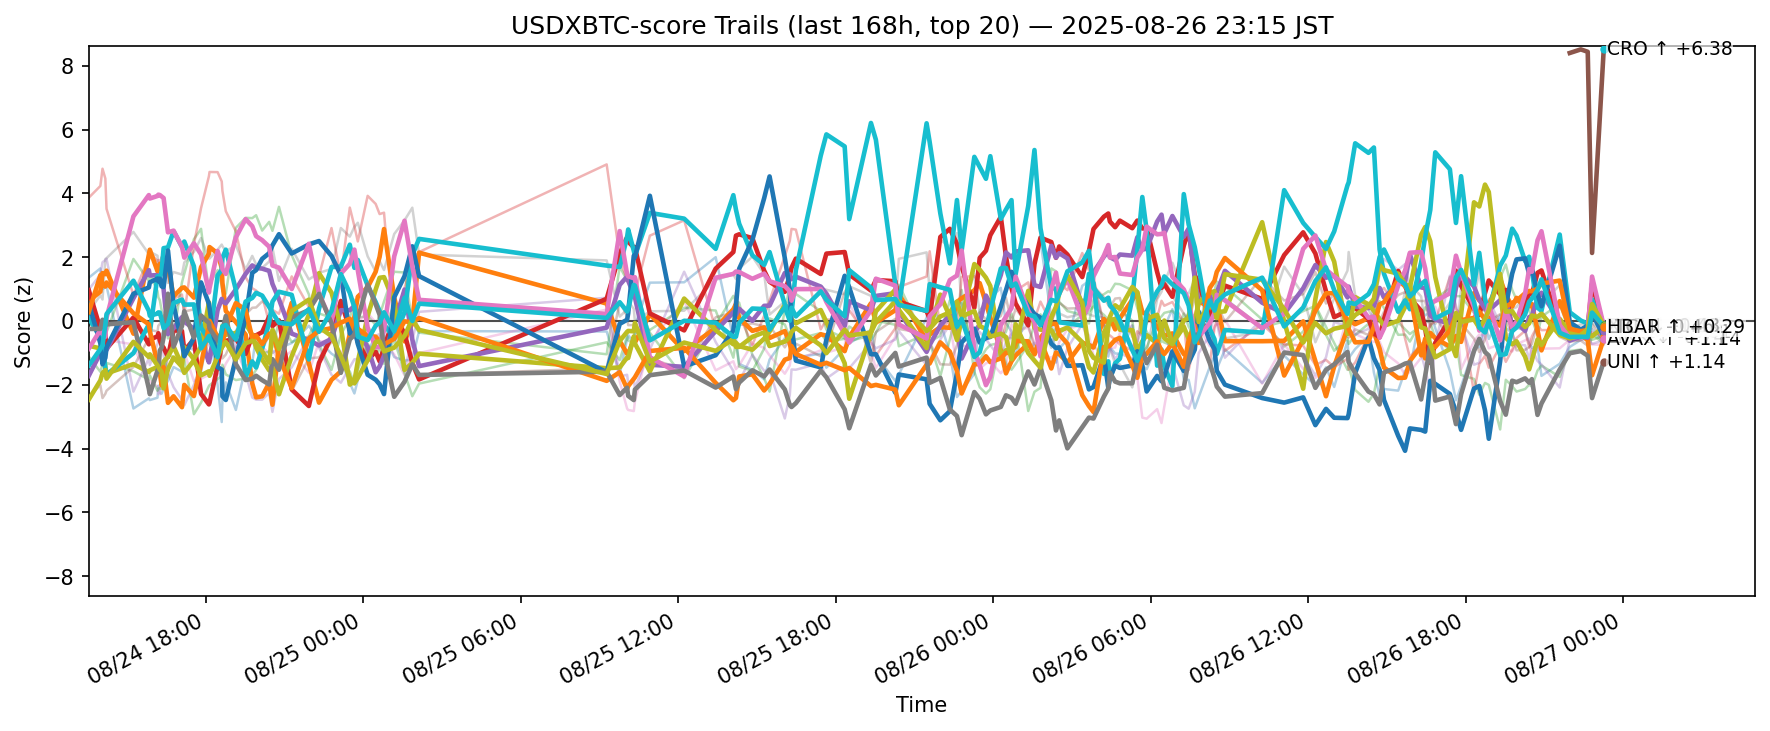 USDXBTC-score Trails (last 168h, top 20) — 2025-08-26 23:15 JST
Score (z)
8
6
4
2
0
−2
−4
−6
−8
CRO ↑ +6.38
HBAR ↑ +0.29
AVAX ↑ +1.14
UNI ↑ +1.14
08/24 18:00
08/25 00:00
08/25 06:00
08/25 12:00
08/25 18:00
08/26 00:00
08/26 06:00
08/26 12:00
08/26 18:00
08/27 00:00
Time